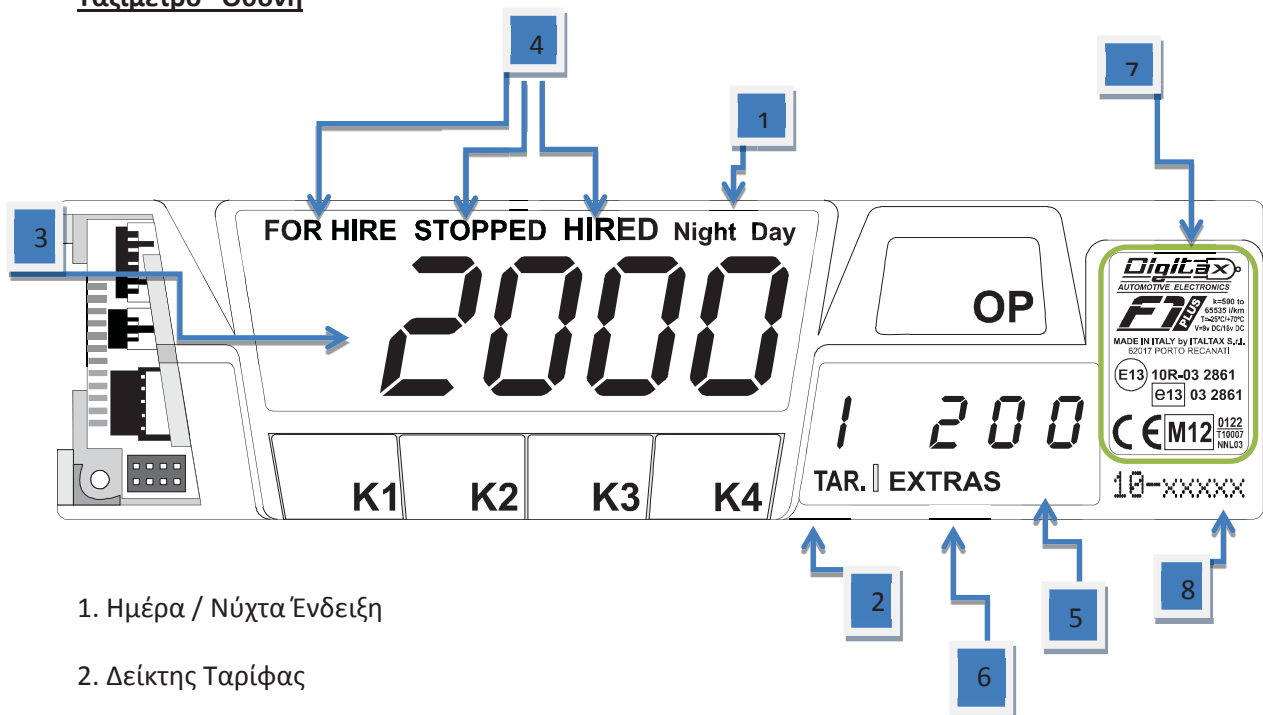 Ταξίμετρο Οθόνη
4
7
1
3
FOR HIRE STOPPED HIRED Night Day
2000
OP
Digitax
AUTOMOTIVE ELECTRONICS
F1 PLUS
k=500 to
65535 i/km
T=-25ºC/+70ºC
V=9v DC/16v DC
MADE IN ITALY by ITALTAX S.r.l.
62017 PORTO RECANATI
E13 10R-03 2861
e13 03 2861
CE M12 0122
T10007
NNL03
1 200
TAR. EXTRAS
10-xxxxx
K1 K2 K3 K4
2
5
8
6
1. Ημέρα / Νύχτα Ένδειξη
2. Δείκτης Ταρίφας